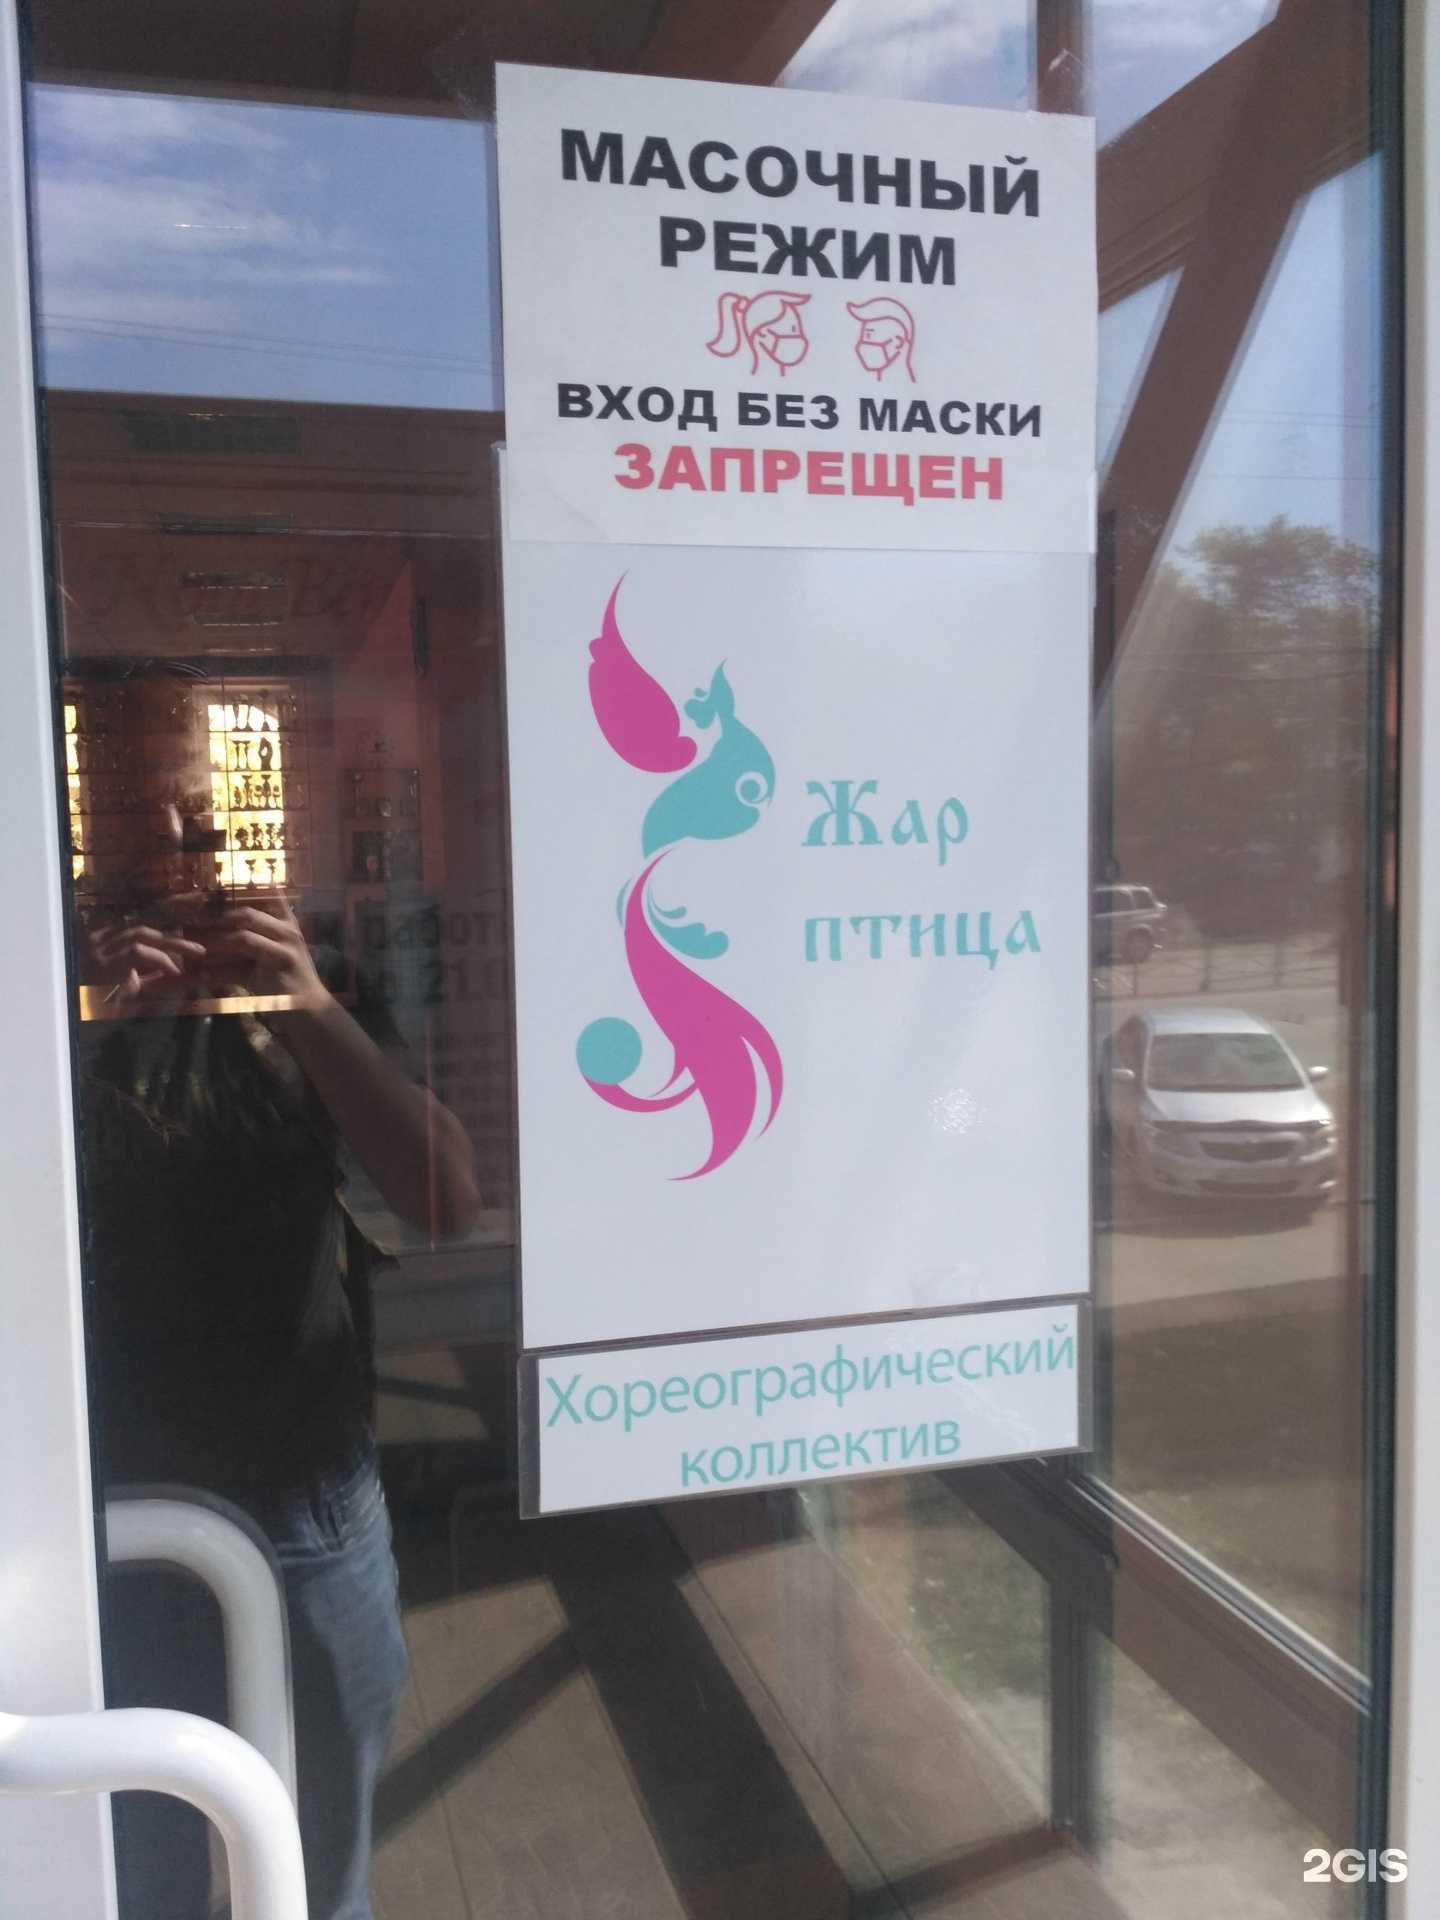 МАСОЧНЫЙ
РЕЖИМ
ВХОД БЕЗ МАСКИ
ЗАПРЕЩЕН
Жар
птица
Хореографический
коллектив
2GIS